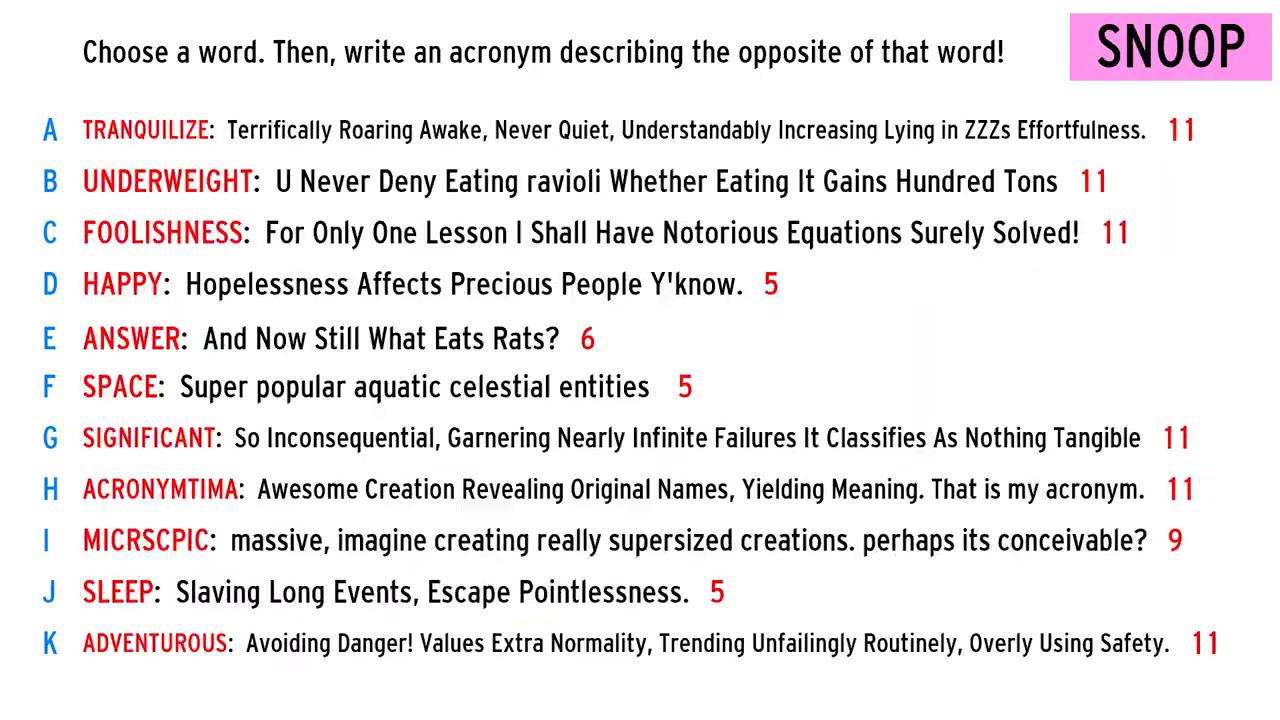 Choose a word. Then, write an acronym describing the opposite of that word!
SNOOP
A TRANQUILIZE: Terrifically Roaring Awake, Never Quiet, Understandably Increasing Lying in ZZZs Effortfulness. 11
B UNDERWEIGHT: U Never Deny Eating ravioli Whether Eating It Gains Hundred Tons 11
C FOOLISHNESS: For Only One Lesson I Shall Have Notorious Equations Surely Solved! 11
D HAPPY: Hopelessness Affects Precious People Y'know. 5
E ANSWER: And Now Still What Eats Rats? 6
F SPACE: Super popular aquatic celestial entities 5
G SIGNIFICANT: So Inconsequential, Garnering Nearly Infinite Failures It Classifies As Nothing Tangible 11
H ACRONYMTIMA: Awesome Creation Revealing Original Names, Yielding Meaning. That is my acronym. 11
I MICRSCPIC: massive, imagine creating really supersized creations. perhaps its conceivable? 9
J SLEEP: Slaving Long Events, Escape Pointlessness. 5
K ADVENTUROUS: Avoiding Danger! Values Extra Normality, Trending Unfailingly Routinely, Overly Using Safety. 11